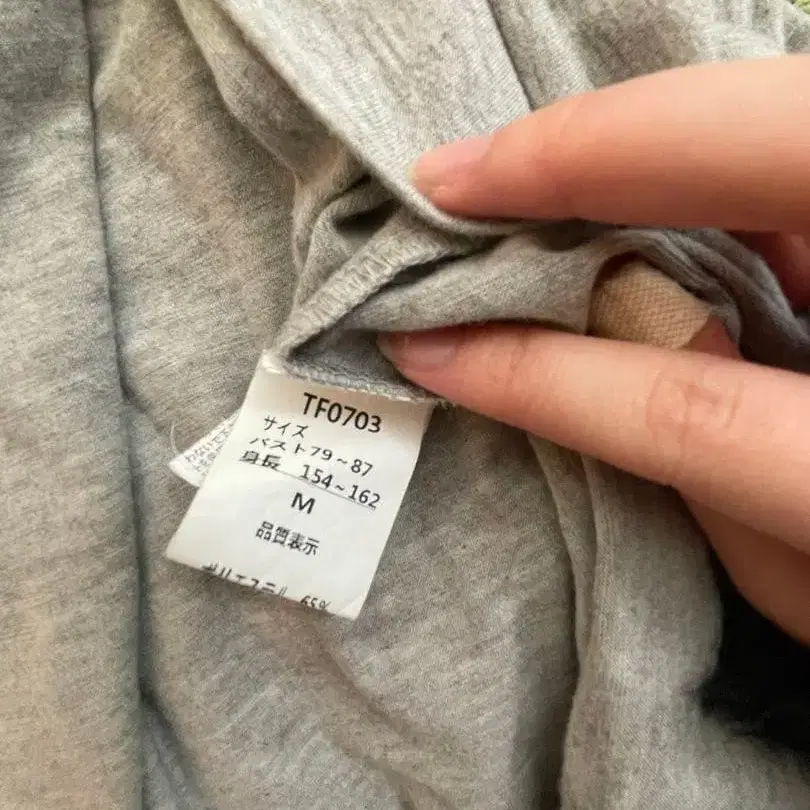 TF0703
サイズ
バスト79~87
身長 154~162
M
品質表示
ポリエステル 65%